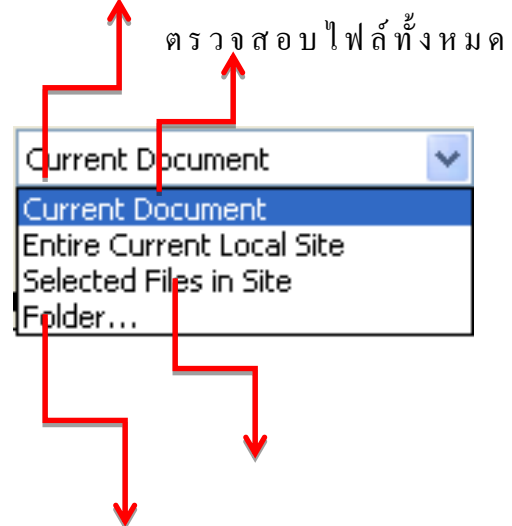 ตรวจสอบไฟล์ทั้งหมด
Current Document
Current Document
Entire Current Local Site
Selected Files in Site
Folder...